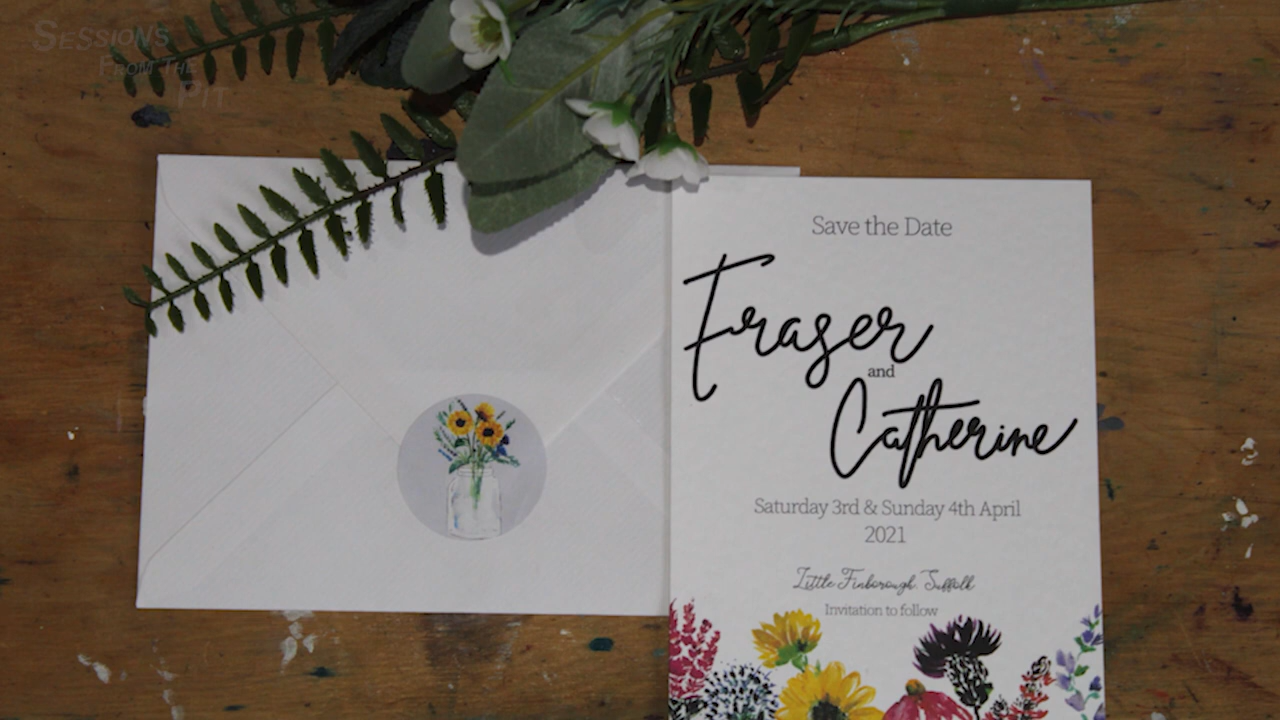 Sessions
From The
Pit
Save the Date
Fraser
and
Catherine
Saturday 3rd & Sunday 4th April
2021
Little Finborough, Suffolk
Invitation to follow